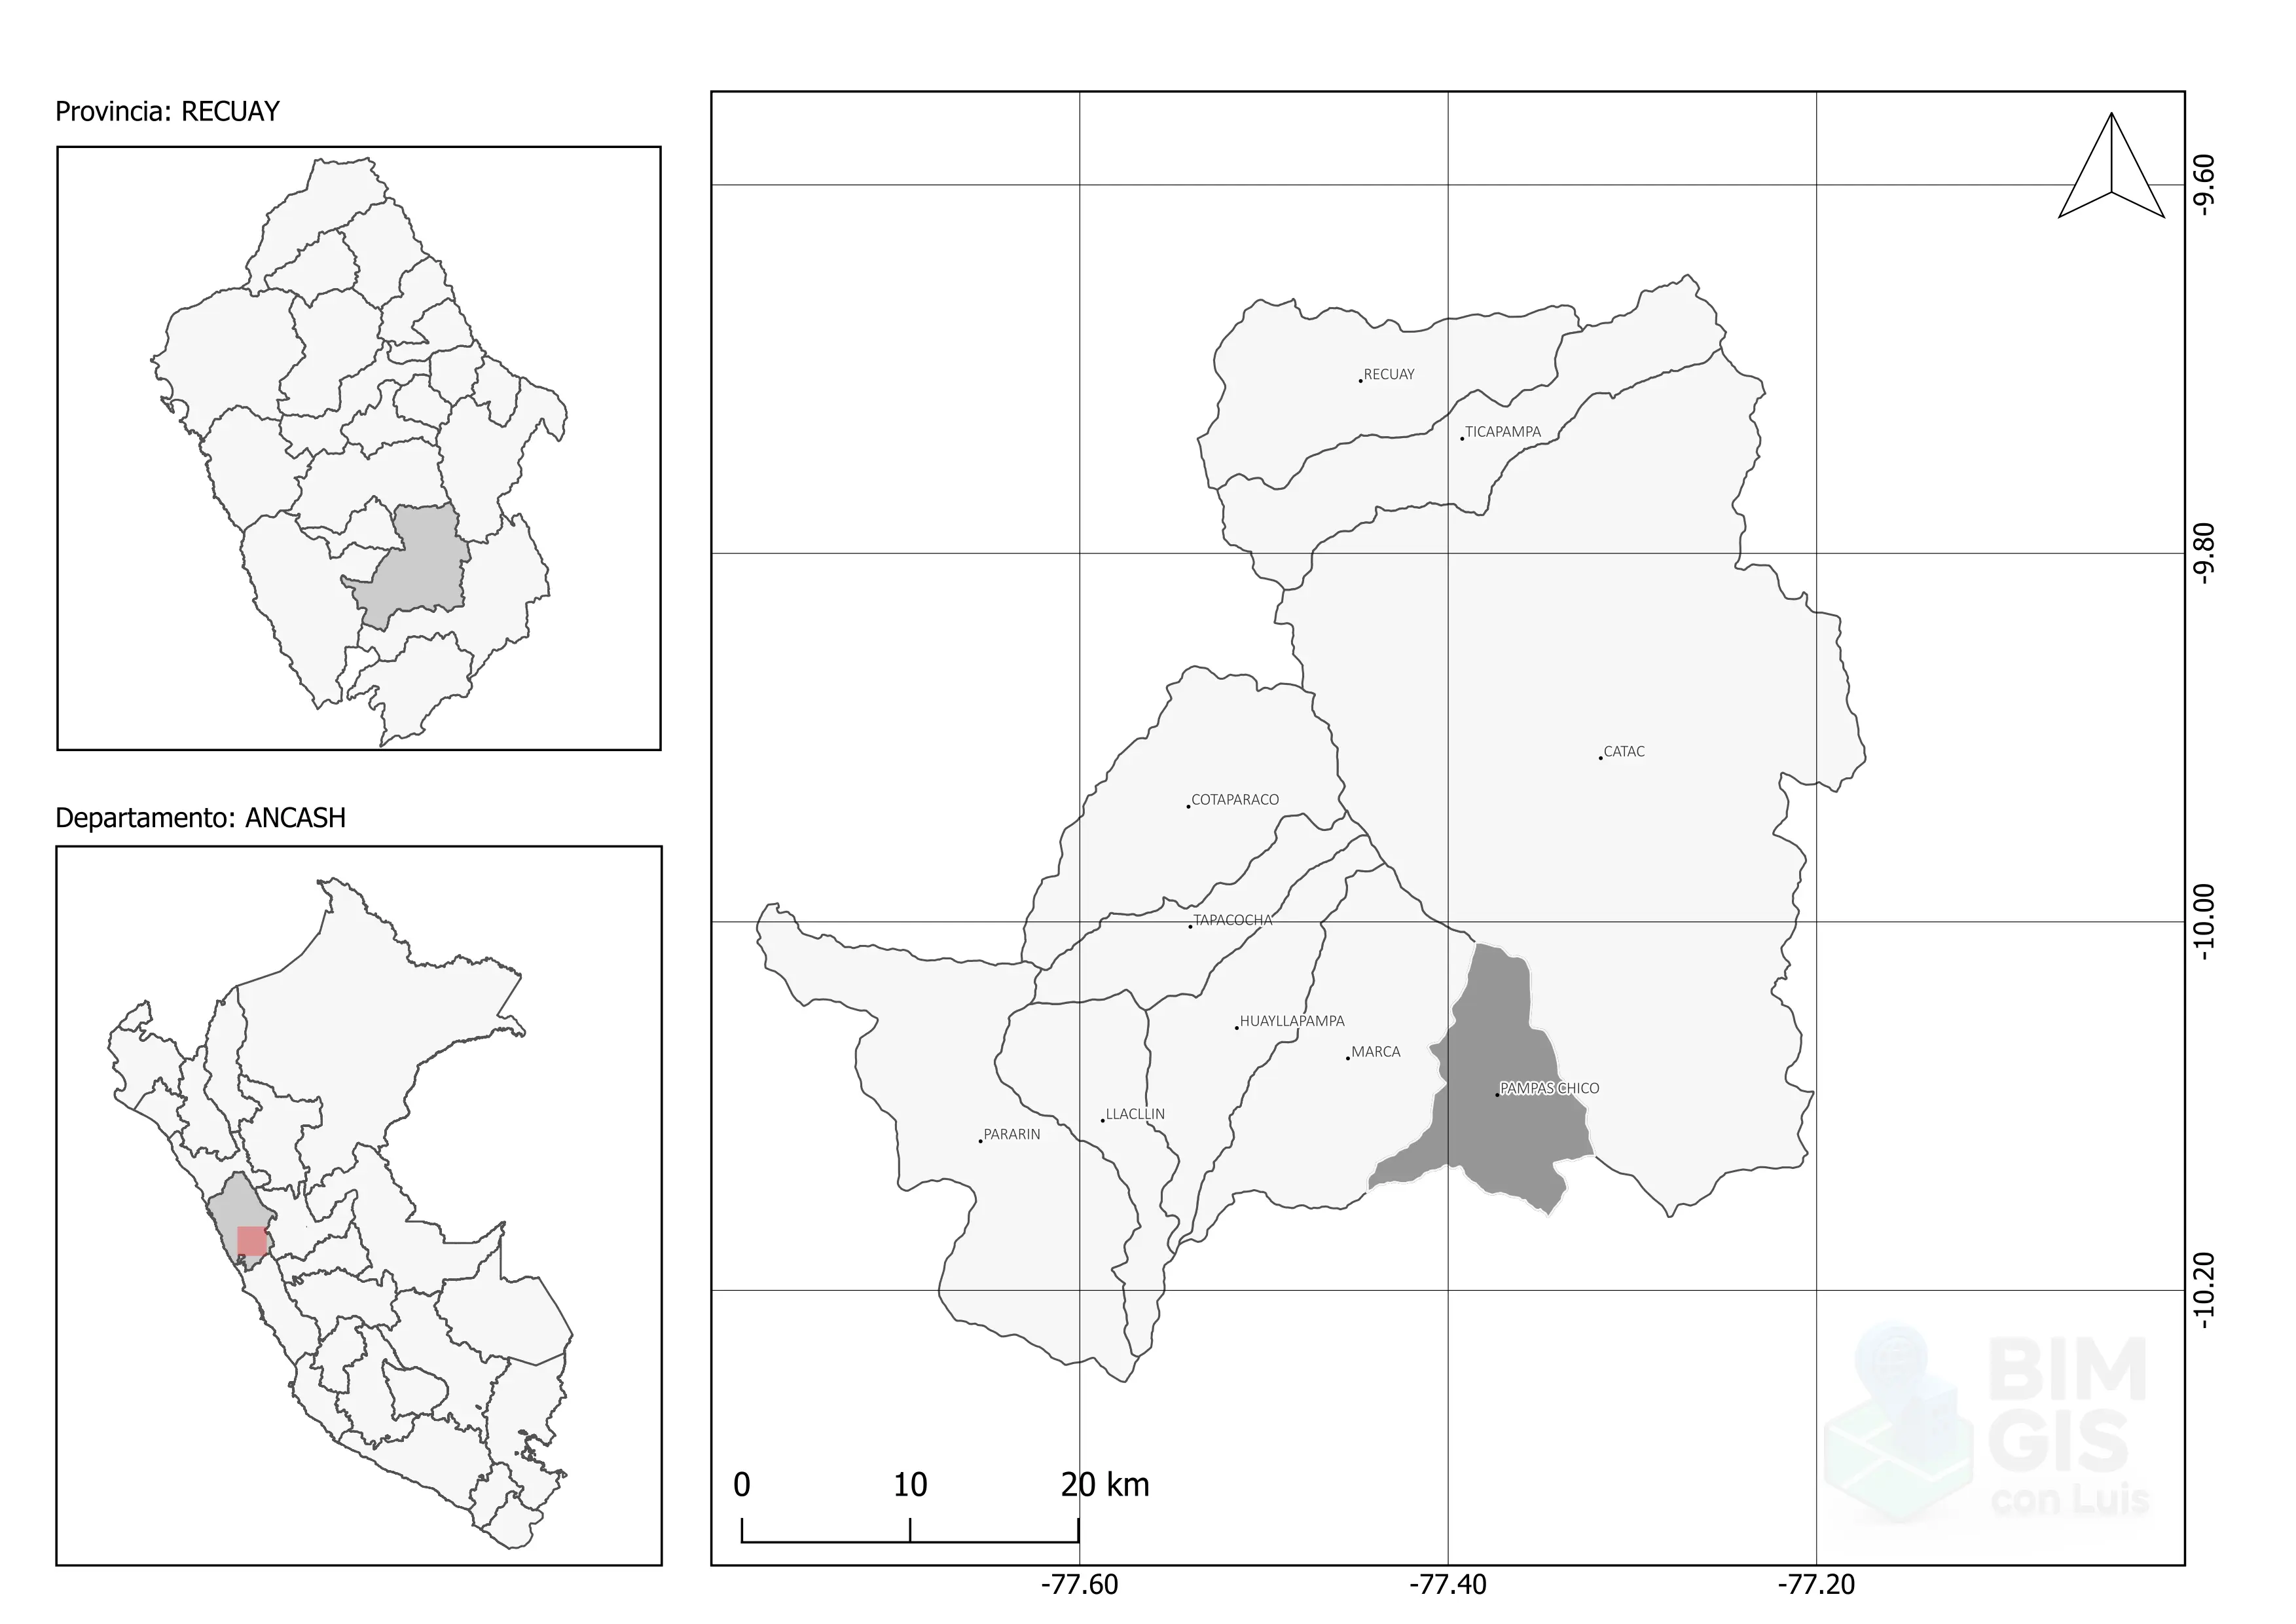 Provincia: RECUAY
Departamento: ANCASH
RECUAY
TICAPAMPA
CATAC
COTAPARACO
TAPACOCHA
HUAYLLAPAMPA
MARCA
PAMPAS CHICO
LLACLLIN
PARARIN
-9.60
-9.80
-10.00
-10.20
0 10 20 km
-77.60 -77.40 -77.20
BIM
GIS
con Luis